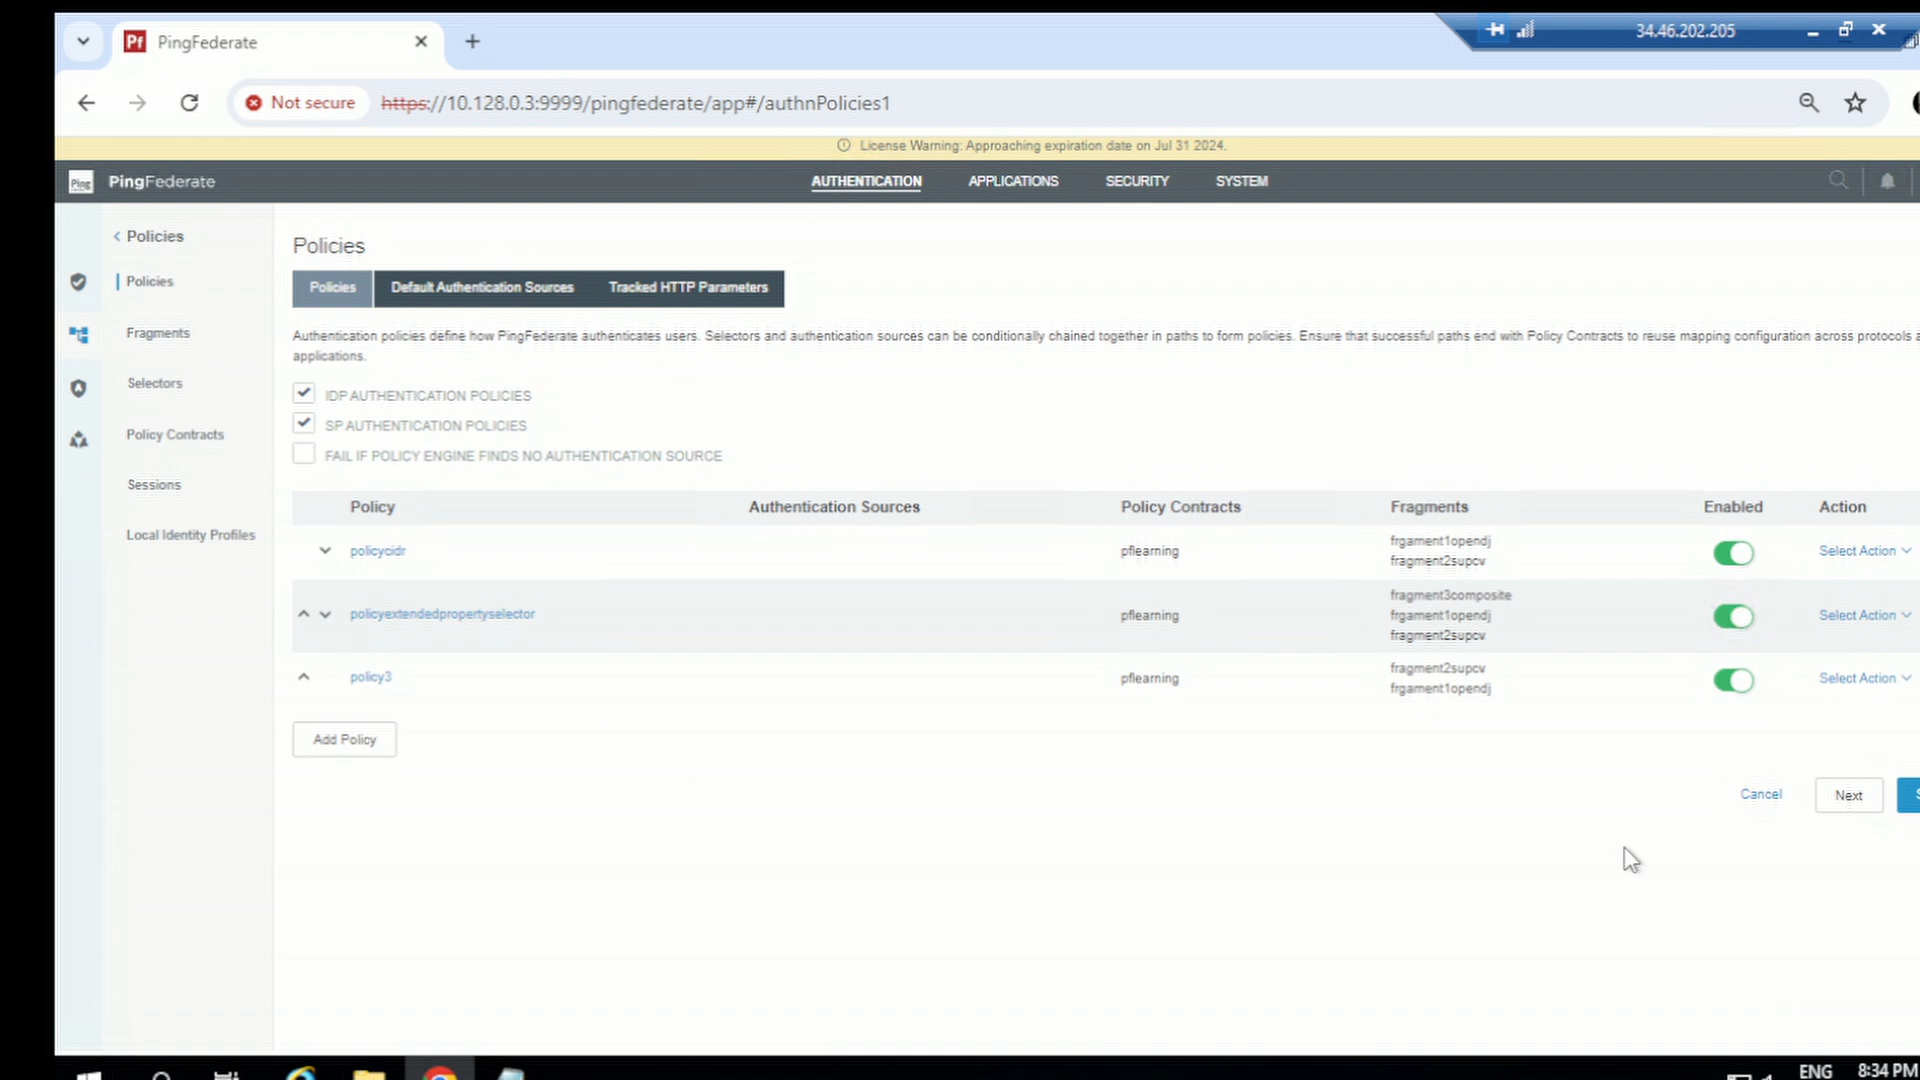 PingFederate
34.46.202.205
Not secure
https://10.128.0.3:9999/pingfederate/app#/authnPolicies1
License Warning: Approaching expiration date on Jul 31 2024.
Ping
PingFederate
AUTHENTICATION
APPLICATIONS
SECURITY
SYSTEM
< Policies
Policies
Fragments
Selectors
Policy Contracts
Sessions
Local Identity Profiles
Policies
Policies
Default Authentication Sources
Tracked HTTP Parameters
Authentication policies define how PingFederate authenticates users. Selectors and authentication sources can be conditionally chained together in paths to form policies. Ensure that successful paths end with Policy Contracts to reuse mapping configuration across protocols a
applications.
IDP AUTHENTICATION POLICIES
SP AUTHENTICATION POLICIES
FAIL IF POLICY ENGINE FINDS NO AUTHENTICATION SOURCE
Policy Authentication Sources Policy Contracts Fragments Enabled Action
policycidr
pflearning
frgament1opendj
fragment2supcv
Select Action
policyextendedpropertyselector
pflearning
fragment3composite
frgament1opendj
fragment2supcv
Select Action
policy3
pflearning
fragment2supcv
frgament1opendj
Select Action
Add Policy
Cancel
Next
ENG
8:34 PM